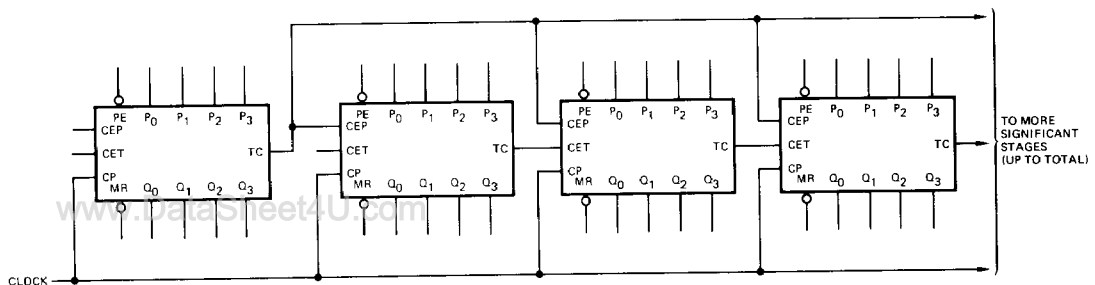 PE P0 P1 P2 P3
CEP
CET TC
CP
MR Q0 Q1 Q2 Q3
PE P0 P1 P2 P3
CEP
CET TC
CP
MR Q0 Q1 Q2 Q3
PE P0 P1 P2 P3
CEP
CET TC
CP
MR Q0 Q1 Q2 Q3
PE P0 P1 P2 P3
CEP
CET TC
CP
MR Q0 Q1 Q2 Q3
TO MORE
SIGNIFICANT
STAGES
(UP TO TOTAL)
www.DataSheet4U.com
CLOCK